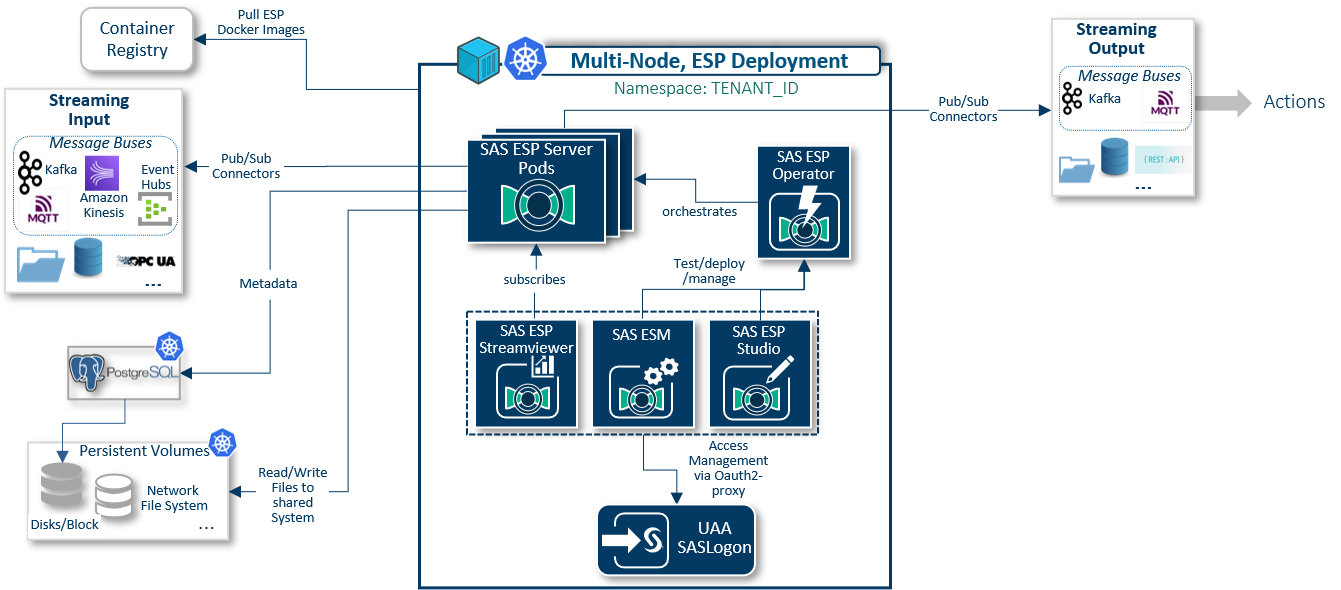 Container
Registry
Pull ESP
Docker Images
Multi-Node, ESP Deployment
Namespace: TENANT_ID
Streaming
Input
Message Buses
Kafka
MQTT
Amazon
Kinesis
Event
Hubs
OPC UA
...
Pub/Sub
Connectors
Metadata
PostgreSQL
Persistent Volumes
Disks/Block
Network
File System
...
Read/Write
Files to
shared
System
SAS ESP Server
Pods
orchestrates
SAS ESP
Operator
subscribes
Test/deploy
/manage
SAS ESP
Streamviewer
SAS ESM
SAS ESP
Studio
Access
Management
via Oauth2-
proxy
UAA
SASLogon
Pub/Sub
Connectors
Streaming
Output
Message Buses
Kafka
MQTT
{ REST : API }
...
Actions